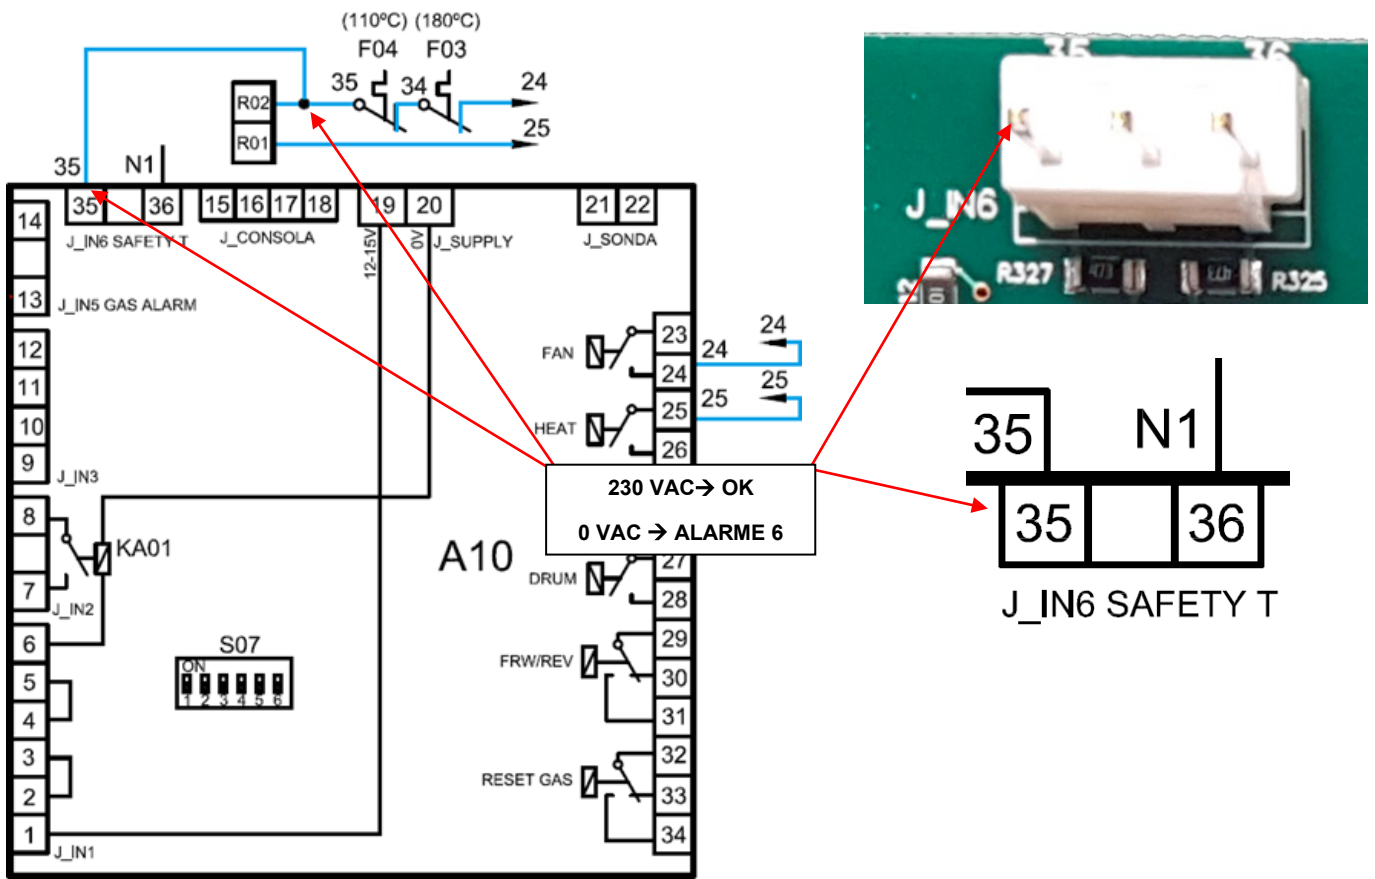 (110ºC) (180ºC)
F04 F03
35 34 24
R02
R01 25
35 N1
35 36 15 16 17 18 19 20 21 22
J_IN6 SAFETY T J_CONSOLA J_SUPPLY J_SONDA
12-15V 0V
14
13 J_IN5 GAS ALARM
12
11
10
9 J_IN3
8
7 J_IN2
KA01
6
5
4
3
2
1 J_IN1
S07
ON
1 2 3 4 5 6
A10
FAN 23
24 24 24
HEAT 25 25 25
26
230 VAC→ OK
0 VAC → ALARME 6
27
DRUM 28
29
FRW/REV 30
31
32
RESET GAS 33
34
35 36
J_IN6
R327 473 473 R325
35 N1
35 36
J_IN6 SAFETY T